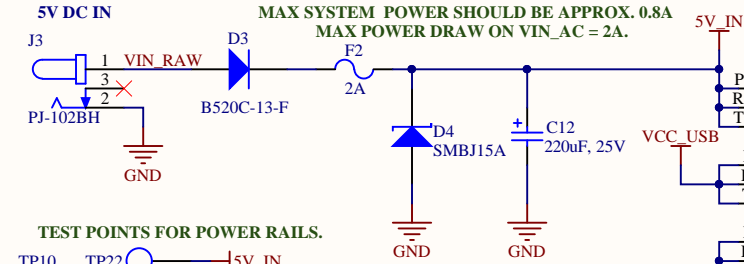 5V DC IN
MAX SYSTEM  POWER SHOULD BE APPROX. 0.8A
MAX POWER DRAW ON VIN_AC = 2A.
5V_IN
J3
D3
F2
1
VIN_RAW
3
2
2A
P
R
T
PJ-102BH
B520C-13-F
D4
SMBJ15A
+
C12
220uF, 25V
VCC_USB
GND
TEST POINTS FOR POWER RAILS.
GND
GND
TP10
TP22
5V_IN